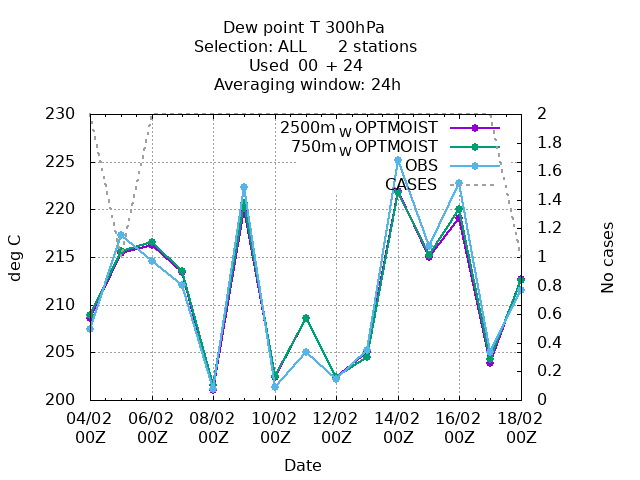 Dew point T 300hPa
Selection: ALL 2 stations
Used 00 + 24
Averaging window: 24h
230 2
2500m W OPTMOIST
1.8
750m W OPTMOIST
225
OBS 1.6
CASES
1.4
220
1.2
deg C 215 1 No cases
0.8
210
0.6
205 0.4
0.2
200 0
04/02 06/02 08/02 10/02 12/02 14/02 16/02 18/02
00Z 00Z 00Z 00Z 00Z 00Z 00Z 00Z
Date